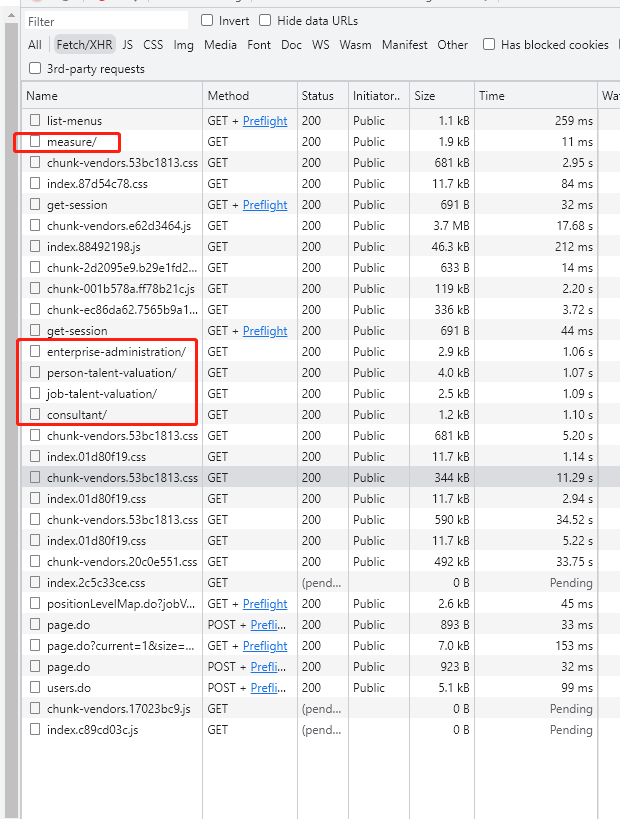 Filter Invert Hide data URLs
All Fetch/XHR JS CSS Img Media Font Doc WS Wasm Manifest Other Has blocked cookies
3rd-party requests
Name Method Status Initiator.. Size Time Wa
list-menus GET + Preflight 200 Public 1.1 kB 259 ms
measure/ GET 200 Public 1.9 kB 11 ms
chunk-vendors.53bc1813.css GET 200 Public 681 kB 2.95 s
index.87d54c78.css GET 200 Public 11.7 kB 84 ms
get-session GET + Preflight 200 Public 691 B 32 ms
chunk-vendors.e62d3464.js GET 200 Public 3.7 MB 17.68 s
index.88492198.js GET 200 Public 46.3 kB 212 ms
chunk-2d2095e9.b29e1fd2... GET 200 Public 633 B 14 ms
chunk-001b578a.ff78b21c.js GET 200 Public 119 kB 2.20 s
chunk-ec86da62.7565b9a1... GET 200 Public 336 kB 3.72 s
get-session GET + Preflight 200 Public 691 B 44 ms
enterprise-administration/ GET 200 Public 2.9 kB 1.06 s
person-talent-valuation/ GET 200 Public 4.0 kB 1.07 s
job-talent-valuation/ GET 200 Public 2.5 kB 1.09 s
consultant/ GET 200 Public 1.2 kB 1.10 s
chunk-vendors.53bc1813.css GET 200 Public 681 kB 5.20 s
index.01d80f19.css GET 200 Public 11.7 kB 1.14 s
chunk-vendors.53bc1813.css GET 200 Public 344 kB 11.29 s
index.01d80f19.css GET 200 Public 11.7 kB 2.94 s
chunk-vendors.53bc1813.css GET 200 Public 590 kB 34.52 s
index.01d80f19.css GET 200 Public 11.7 kB 5.22 s
chunk-vendors.20c0e551.css GET 200 Public 492 kB 33.75 s
index.2c5c33ce.css GET (pend... 0 B Pending
positionLevelMap.do?jobV... GET + Preflight 200 Public 2.6 kB 45 ms
page.do POST + Prefli... 200 Public 893 B 33 ms
page.do?current=1&size=... GET + Preflight 200 Public 7.0 kB 153 ms
page.do POST + Prefli... 200 Public 923 B 32 ms
users.do POST + Prefli... 200 Public 5.1 kB 99 ms
chunk-vendors.17023bc9.js GET (pend... 0 B Pending
index.c89cd03c.js GET (pend... 0 B Pending